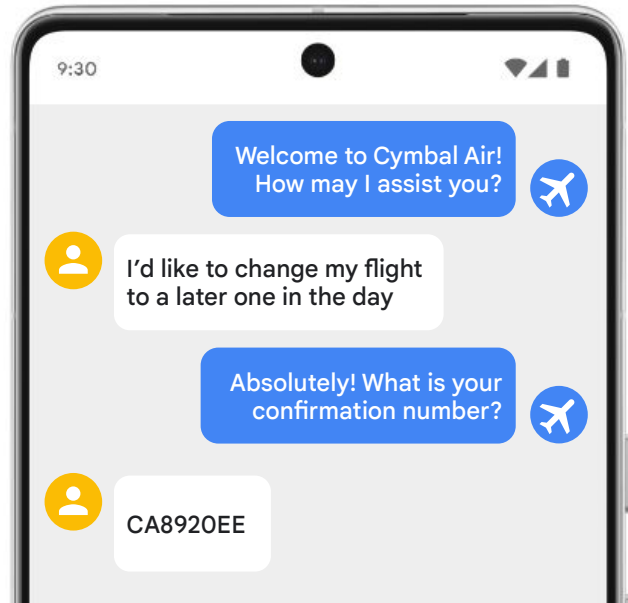 9:30
Welcome to Cymbal Air!
How may I assist you?
I’d like to change my flight
to a later one in the day
Absolutely! What is your
confirmation number?
CA8920EE